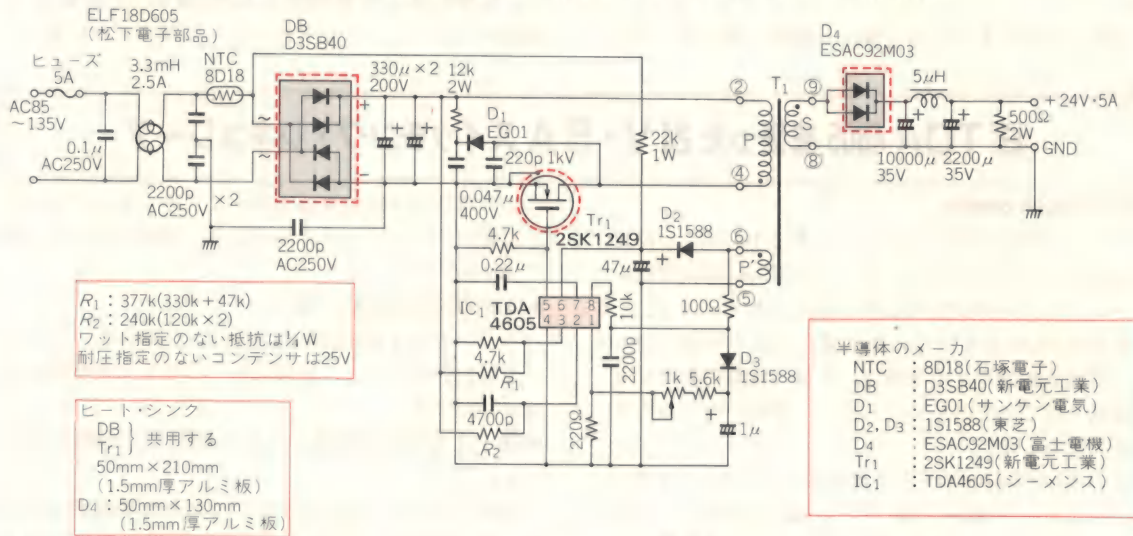 ELF18D605
(松下電子部品)
ヒューズ
5A
3.3mH
2.5A
NTC
8D18
DB
D3SB40
330μ×2
200V
12k
2W
D1
EG01
220p 1kV
AC85
～135V
0.1μ
AC250V
2200p
AC250V ×2
2200p
AC250V
0.047μ
400V
4.7k
0.22μ
Tr1
2SK1249
22k
1W
47μ
D2
1S1588
②
④
⑥
⑤
P
P'
T1
⑨
⑧
S
D4
ESAC92M03
5μH
+24V・5A
500Ω
2W
GND
10000μ
35V
2200μ
35V
IC1 TDA
4605
5 6 7 8
4 3 2 1
10k
100Ω
4.7k
R1
4700p
R2
2200p
220Ω
1k 5.6k
D3
1S1588
1μ
R1：377k(330k＋47k)
R2：240k(120k×2)
ワット指定のない抵抗は¼W
耐圧指定のないコンデンサは25V
ヒート・シンク
DB
Tr1 } 共用する
50mm×210mm
(1.5mm厚アルミ板)
D4：50mm×130mm
(1.5mm厚アルミ板)
半導体のメーカ
NTC ：8D18(石塚電子)
DB ：D3SB40(新電元工業)
D1 ：EG01(サンケン電気)
D2, D3：1S1588(東芝)
D4 ：ESAC92M03(富士電機)
Tr1 ：2SK1249(新電元工業)
IC1 ：TDA4605(シーメンス)